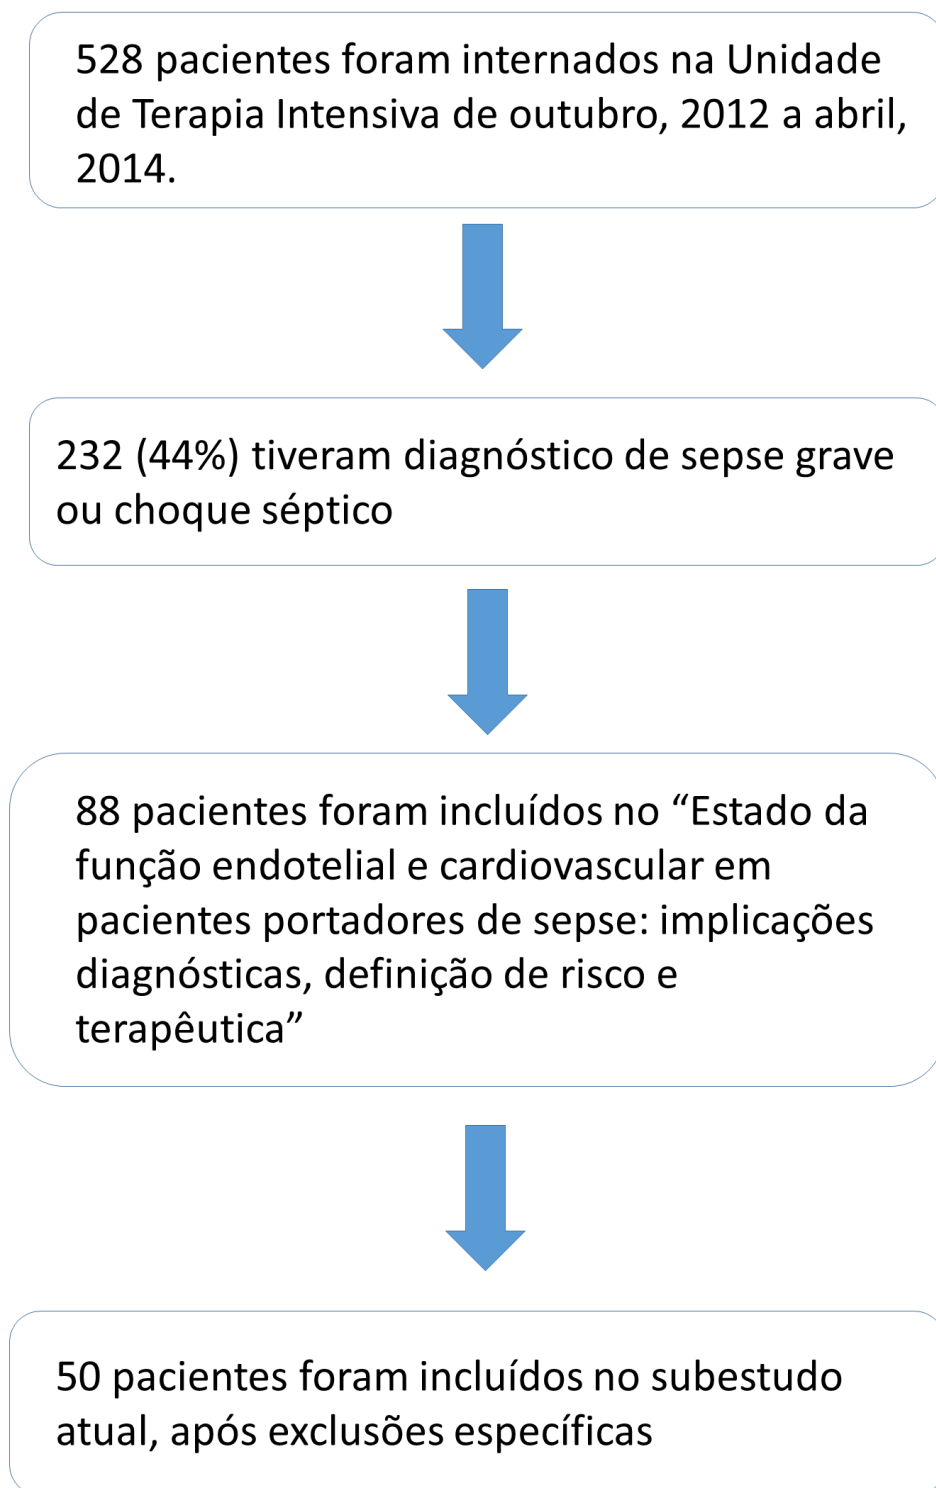 528 pacientes foram internados na Unidade
de Terapia Intensiva de outubro, 2012 a abril,
2014.
232 (44%) tiveram diagnóstico de sepse grave
ou choque séptico
88 pacientes foram incluídos no “Estado da
função endotelial e cardiovascular em
pacientes portadores de sepse: implicações
diagnósticas, definição de risco e
terapêutica”
50 pacientes foram incluídos no subestudo
atual, após exclusões específicas